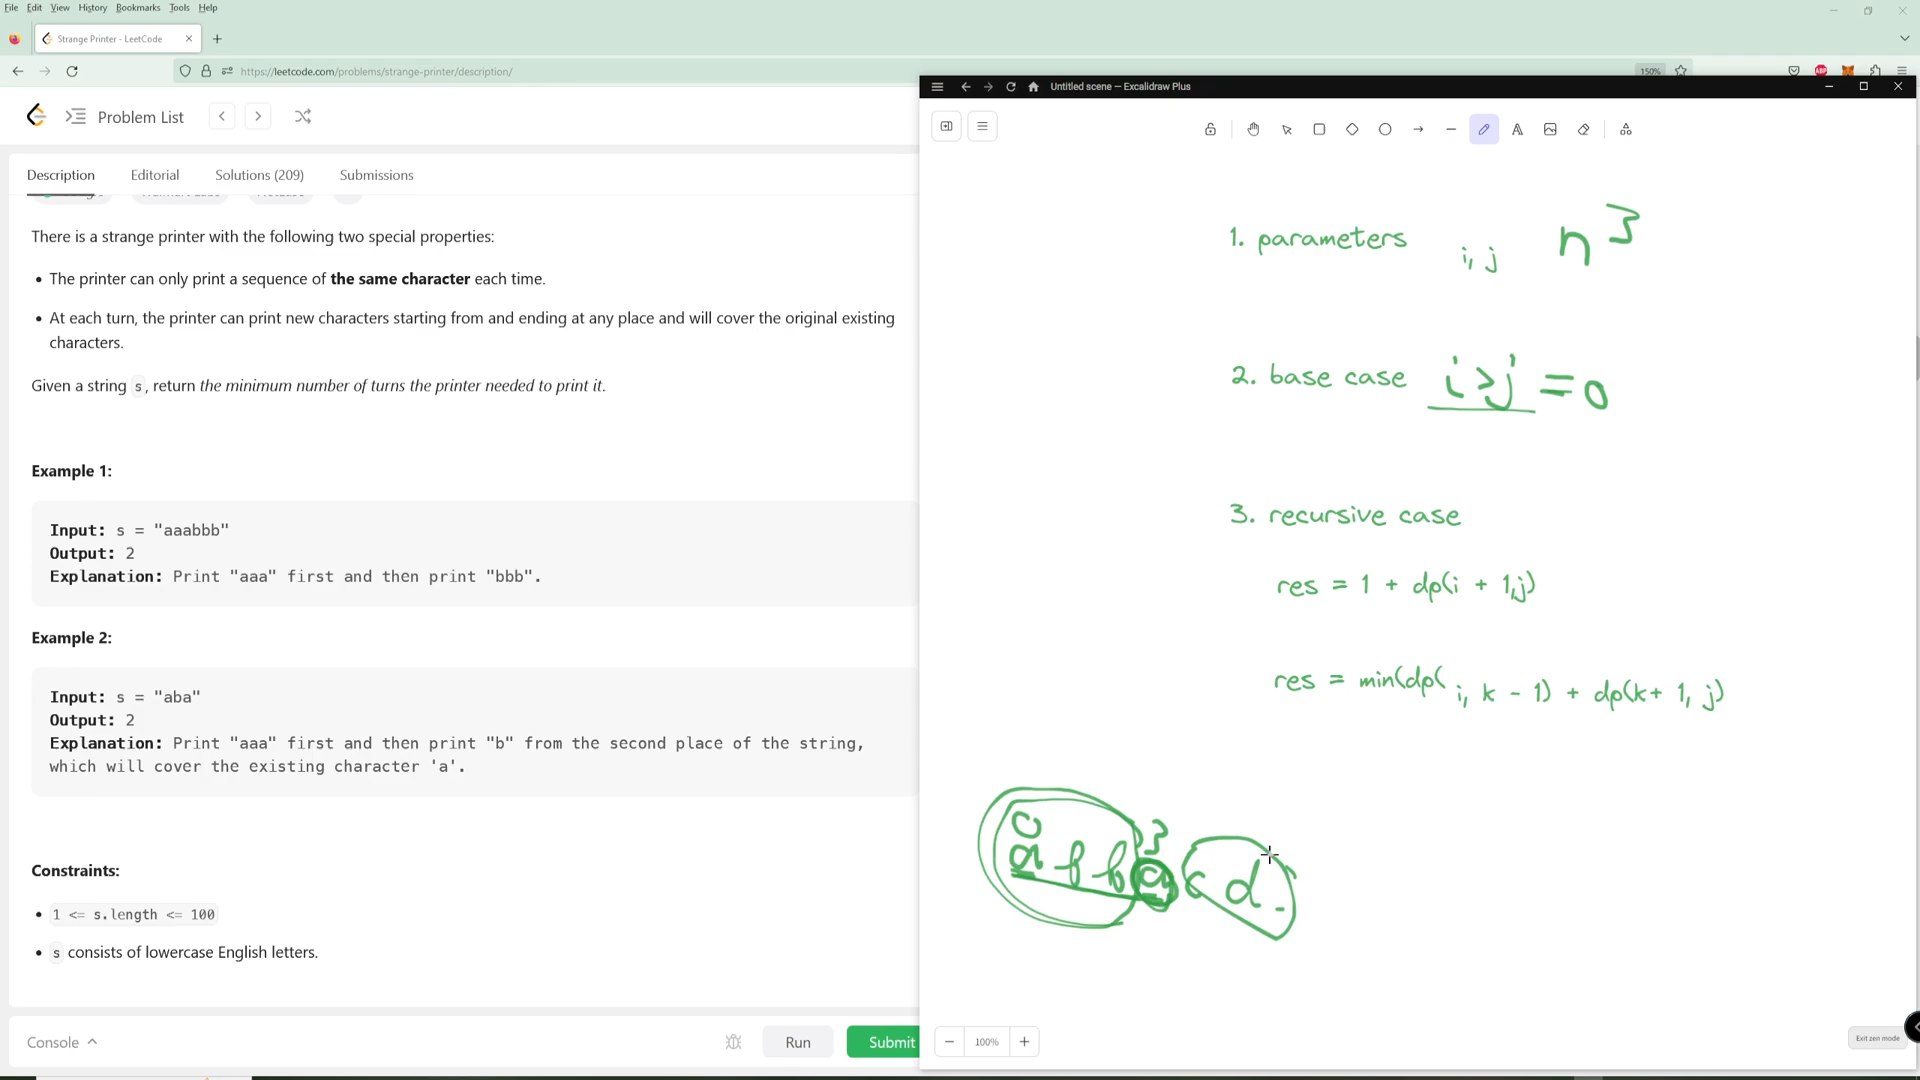 File Edit View History Bookmarks Tools Help
Strange Printer - LeetCode
https://leetcode.com/problems/strange-printer/description/
150%
ABP
Untitled scene — Excalidraw Plus
Problem List
Description Editorial Solutions (209) Submissions
There is a strange printer with the following two special properties:
• The printer can only print a sequence of the same character each time.
• At each turn, the printer can print new characters starting from and ending at any place and will cover the original existing
characters.
Given a string s, return the minimum number of turns the printer needed to print it.
Example 1:
Input: s = "aaabbb"
Output: 2
Explanation: Print "aaa" first and then print "bbb".
Example 2:
Input: s = "aba"
Output: 2
Explanation: Print "aaa" first and then print "b" from the second place of the string,
which will cover the existing character 'a'.
Constraints:
• 1 <= s.length <= 100
• s consists of lowercase English letters.
Console
Run
Submit
1. parameters i, j n 3
2. base case i > j = 0
3. recursive case
res = 1 + dp(i + 1, j)
res = min(dp( i, k - 1) + dp(k+ 1, j)
0 3
a b b a c d -
100%
Exit zen mode